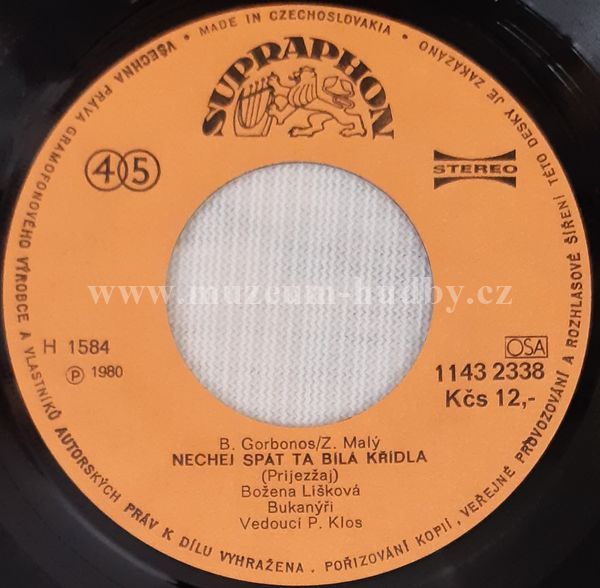 VŠECHNA PRÁVA GRAMOFONOVÉHO VÝROBCE A VLASTNÍKŮ AUTORSKÝCH PRÁV K DÍLU VYHRAŽENA. POŘIZOVÁNÍ KOPIÍ, VEŘEJNÉ PROVOZOVÁNÍ A ROZHLASOVÉ ŠÍŘENÍ TÉTO DESKY JE ZAKÁZÁNO • MADE IN CZECHOSLOVAKIA •
SUPRAPHON
45
STEREO
www.muzeum-hudby.cz
H 1584
Ⓟ 1980
OSA
1143 2338
Kčs 12,-
B. Gorbonos/Z. Malý
NECHEJ SPÁT TA BÍLÁ KŘÍDLA
(Prijezžaj)
Božena Lišková
Bukanýři
Vedoucí P. Klos